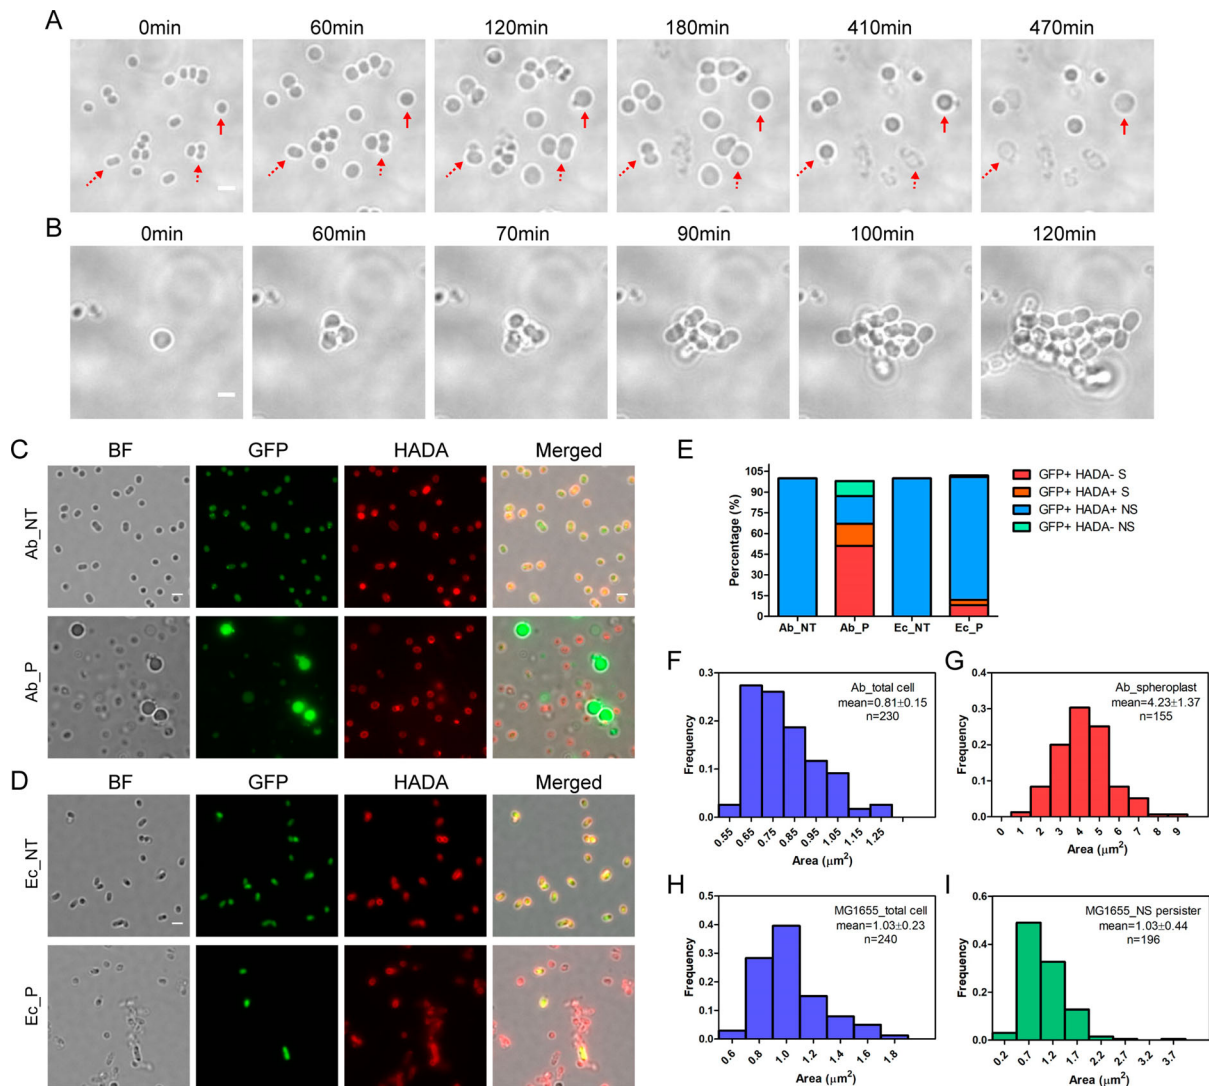 A
0min 60min 120min 180min 410min 470min
B
0min 60min 70min 90min 100min 120min
C
BF GFP HADA Merged
Ab_NT
Ab_P
D
BF GFP HADA Merged
Ec_NT
Ec_P
E
Percentage (%)
105
90
75
60
45
30
15
0
Ab_NT Ab_P Ec_NT Ec_P
GFP+ HADA- S
GFP+ HADA+ S
GFP+ HADA+ NS
GFP+ HADA- NS
F
Ab_total cell
mean=0.81±0.15
n=230
Frequency
0.3
0.2
0.1
0.0
0.55 0.65 0.75 0.85 0.95 1.05 1.15 1.25
Area (μm²)
G
Ab_spheroplast
mean=4.23±1.37
n=155
Frequency
0.4
0.3
0.2
0.1
0.0
0 1 2 3 4 5 6 7 8 9
Area (μm²)
H
MG1655_total cell
mean=1.03±0.23
n=240
Frequency
0.5
0.4
0.3
0.2
0.1
0.0
0.6 0.8 1.0 1.2 1.4 1.6 1.8
Area (μm²)
I
MG1655_NS persister
mean=1.03±0.44
n=196
Frequency
0.6
0.4
0.2
0.0
0.2 0.7 1.2 1.7 2.2 2.7 3.2 3.7
Area (μm²)